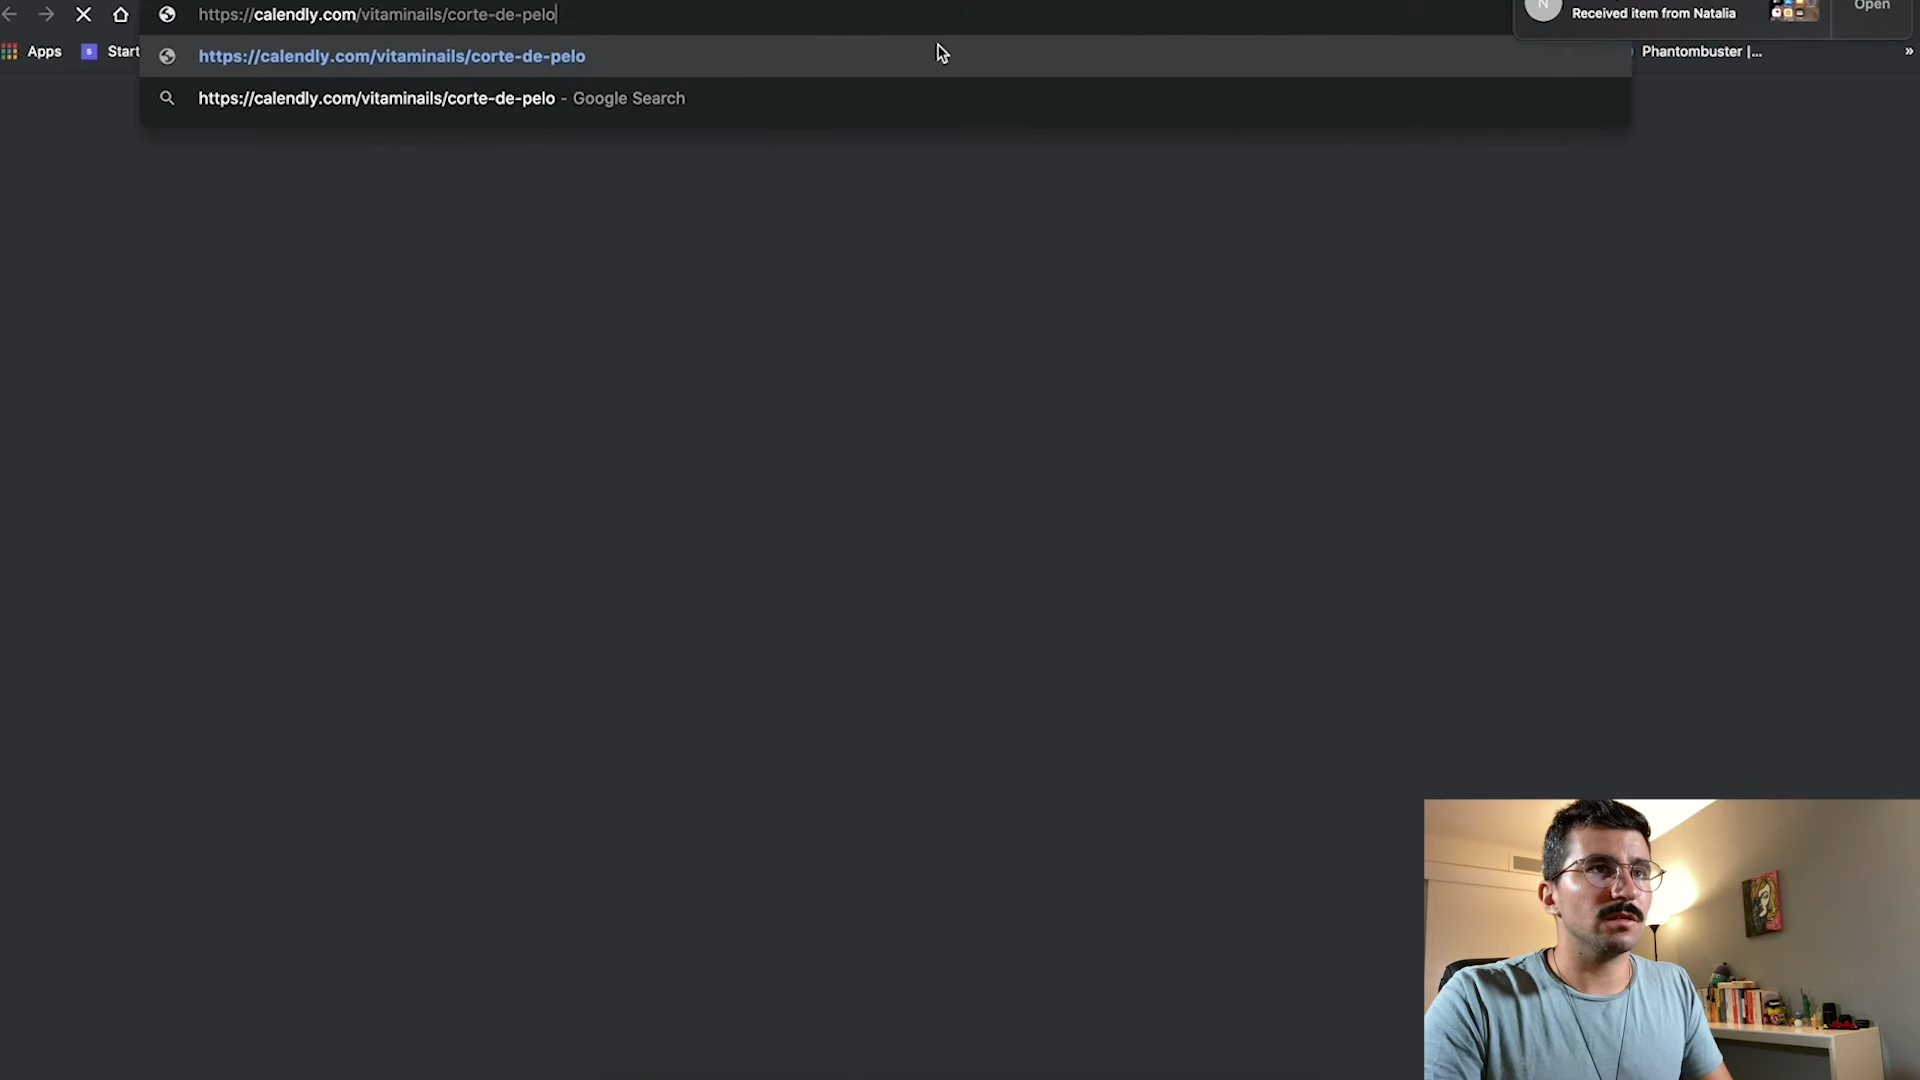 https://calendly.com/vitaminails/corte-de-pelo
N
Received item from Natalia
Open
Apps
s
Start
https://calendly.com/vitaminails/corte-de-pelo
Phantombuster |...
»
https://calendly.com/vitaminails/corte-de-pelo - Google Search